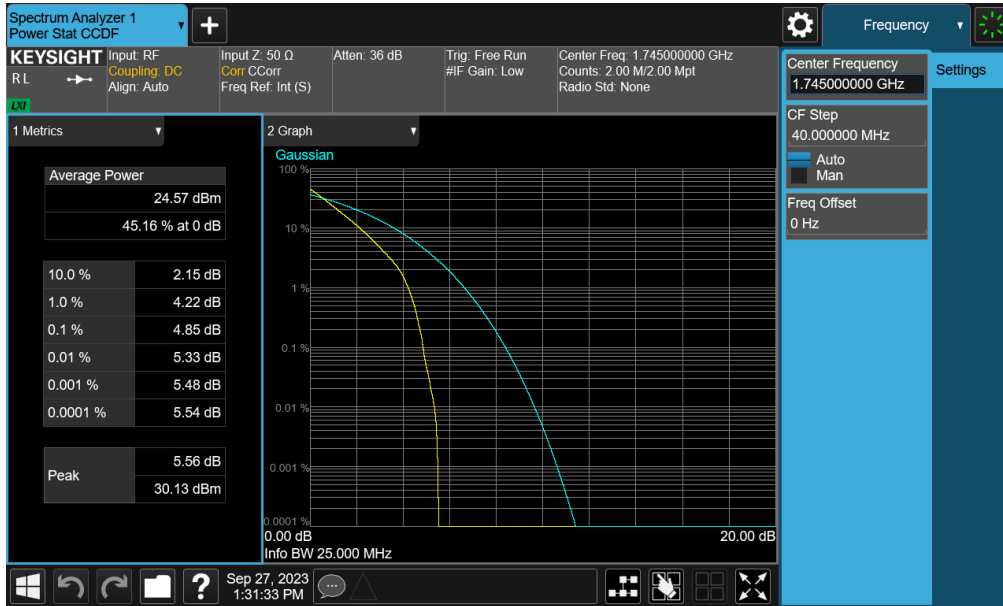 Spectrum Analyzer 1
Power Stat CCDF
Frequency
KEYSIGHT
R L
LXI
Input: RF
Coupling: DC
Align: Auto
Input Z: 50 Ω
Corr CCorr
Freq Ref: Int (S)
Atten: 36 dB
Trig: Free Run
#IF Gain: Low
Center Freq: 1.745000000 GHz
Counts: 2.00 M/2.00 Mpt
Radio Std: None
Center Frequency
1.745000000 GHz
Settings
CF Step
40.000000 MHz
Auto
Man
Freq Offset
0 Hz
1 Metrics
Average Power
24.57 dBm
45.16 % at 0 dB
10.0 % 2.15 dB
1.0 % 4.22 dB
0.1 % 4.85 dB
0.01 % 5.33 dB
0.001 % 5.48 dB
0.0001 % 5.54 dB
Peak
5.56 dB
30.13 dBm
2 Graph
Gaussian
100 %
10 %
1 %
0.1 %
0.01 %
0.001 %
0.0001 %
0.00 dB 20.00 dB
Info BW 25.000 MHz
?
Sep 27, 2023
1:31:33 PM